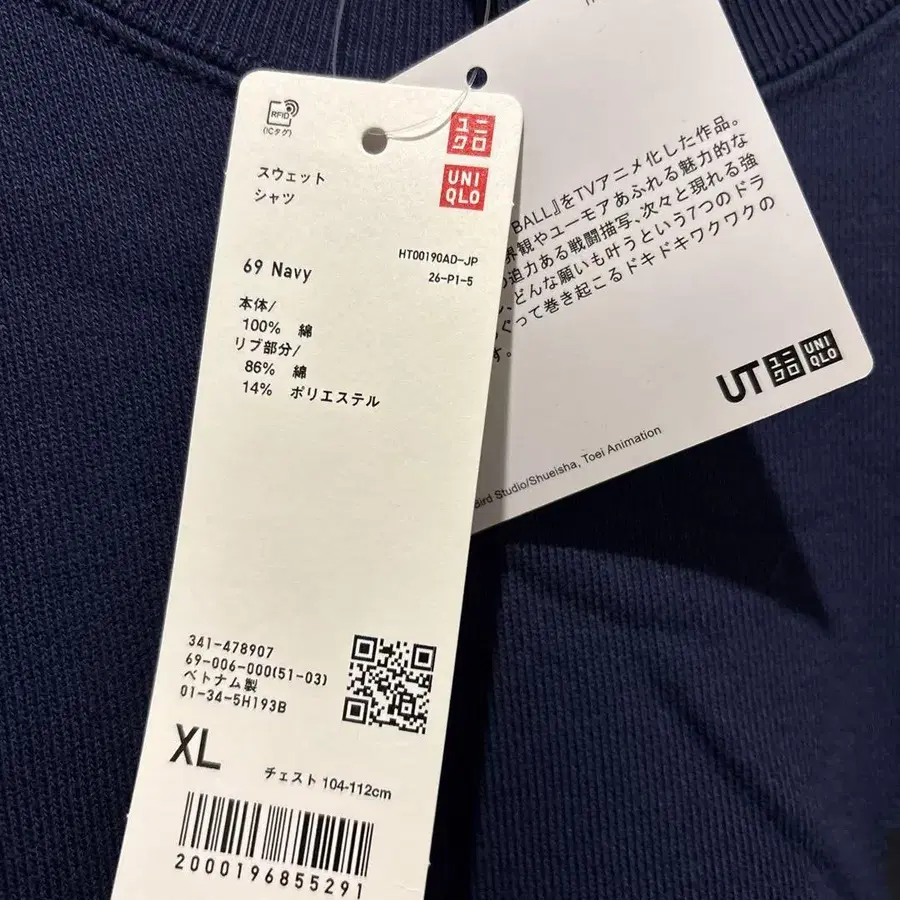 RFID
(ICタグ)
ユニ
クロ
UNI
QLO
スウェット
シャツ
HT00190AD-JP
26-P1-5
69 Navy
本体/
100% 綿
リブ部分/
86% 綿
14% ポリエステル
341-478907
69-006-000(51-03)
ベトナム製
01-34-5H193B
XL
チェスト 104-112cm
2000196855291
BALL』をTVアニメ化した作品。
界観やユーモアあふれる魅力的な
迫力ある戦闘描写、次々と現れる強
どんな願いも叶うという7つのドラ
ぐって巻き起こるドキドキワクワクの
す。
UT
ユニ
クロ
UNI
QLO
Bird Studio/Shueisha, Toei Animation